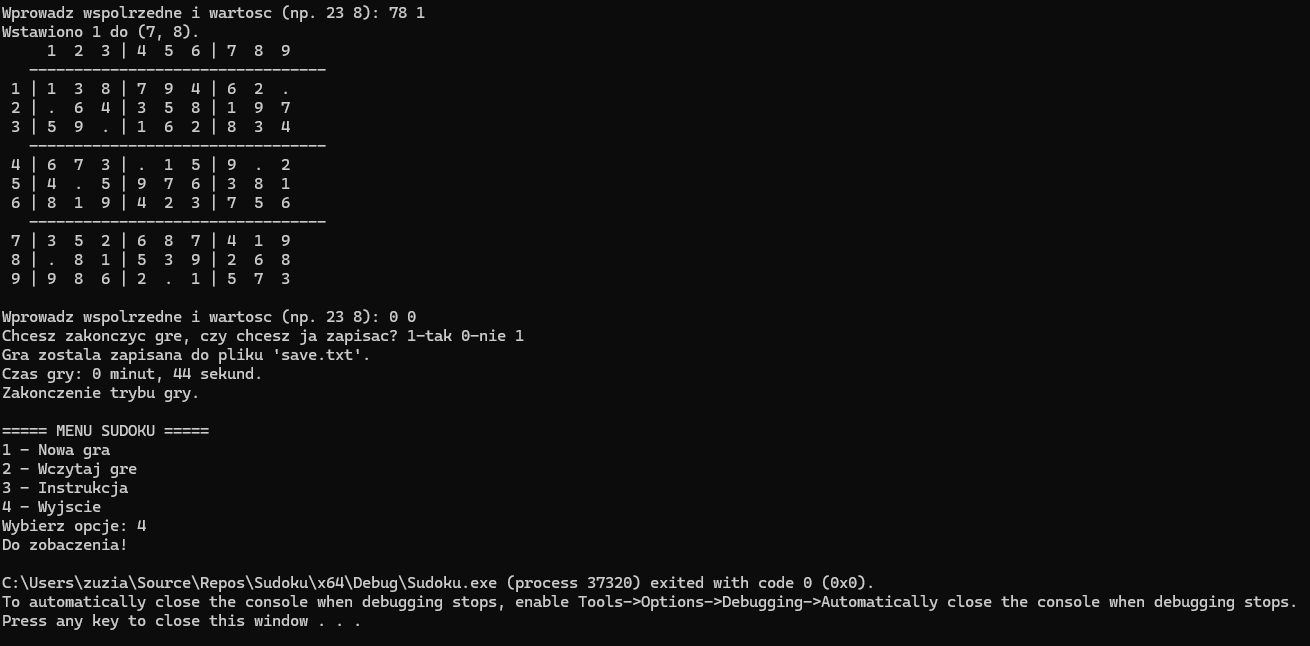 Wprowadz wspolrzedne i wartosc (np. 23 8): 78 1
Wstawiono 1 do (7, 8).
     1  2  3 | 4  5  6 | 7  8  9
   ---------------------------------
 1 | 1  3  8 | 7  9  4 | 6  2  .
 2 | .  6  4 | 3  5  8 | 1  9  7
 3 | 5  9  . | 1  6  2 | 8  3  4
   ---------------------------------
 4 | 6  7  3 | .  1  5 | 9  .  2
 5 | 4  .  5 | 9  7  6 | 3  8  1
 6 | 8  1  9 | 4  2  3 | 7  5  6
   ---------------------------------
 7 | 3  5  2 | 6  8  7 | 4  1  9
 8 | .  8  1 | 5  3  9 | 2  6  8
 9 | 9  8  6 | 2  .  1 | 5  7  3

Wprowadz wspolrzedne i wartosc (np. 23 8): 0 0
Chcesz zakonczyc gre, czy chcesz ja zapisac? 1-tak 0-nie 1
Gra zostala zapisana do pliku 'save.txt'.
Czas gry: 0 minut, 44 sekund.
Zakonczenie trybu gry.

===== MENU SUDOKU =====
1 - Nowa gra
2 - Wczytaj gre
3 - Instrukcja
4 - Wyjscie
Wybierz opcje: 4
Do zobaczenia!

C:\Users\zuzia\Source\Repos\Sudoku\x64\Debug\Sudoku.exe (process 37320) exited with code 0 (0x0).
To automatically close the console when debugging stops, enable Tools->Options->Debugging->Automatically close the console when debugging stops.
Press any key to close this window . . .